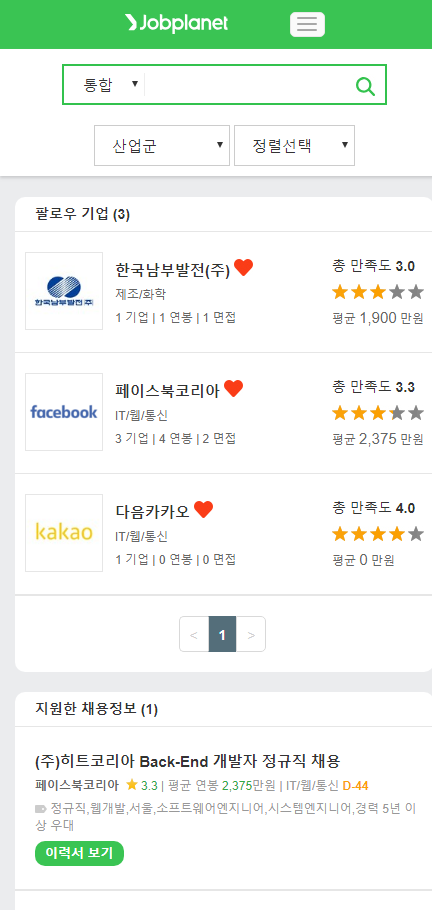 Jobplanet
통합 ▼
산업군 ▼ 정렬선택 ▼
팔로우 기업 (3)
한국남부발전(주)
한국남부발전㈜
총 만족도 3.0
제조/화학
1 기업 | 1 연봉 | 1 면접
평균 1,900 만원
facebook
페이스북코리아
총 만족도 3.3
IT/웹/통신
3 기업 | 4 연봉 | 2 면접
평균 2,375 만원
kakao
다음카카오
총 만족도 4.0
IT/웹/통신
1 기업 | 0 연봉 | 0 면접
평균 0 만원
< 1 >
지원한 채용정보 (1)
(주)히트코리아 Back-End 개발자 정규직 채용
페이스북코리아 ★ 3.3 | 평균 연봉 2,375만원 | IT/웹/통신 D-44
정규직,웹개발,서울,소프트웨어엔지니어,시스템엔지니어,경력 5년 이
상 우대
이력서 보기